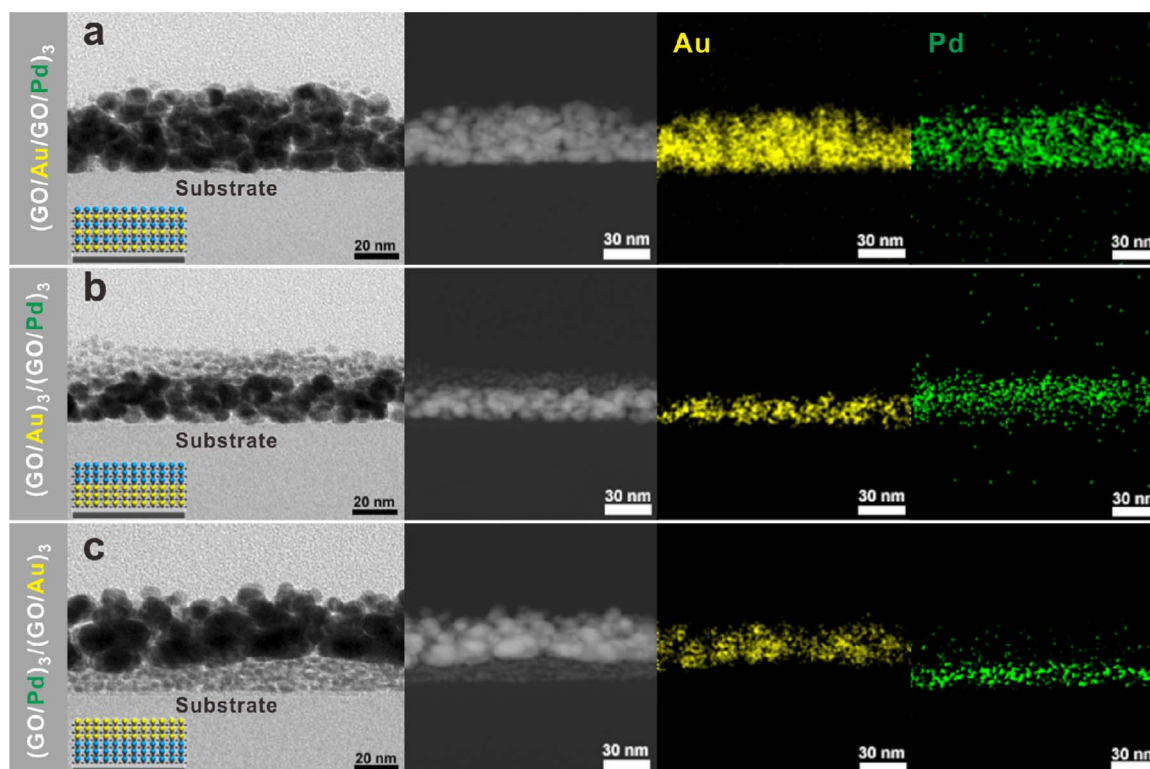 (GO/Au/GO/Pd)₃
a
Substrate
20 nm
30 nm
Au
30 nm
Pd
30 nm
(GO/Au)₃/(GO/Pd)₃
b
Substrate
20 nm
30 nm
30 nm
30 nm
(GO/Pd)₃/(GO/Au)₃
c
Substrate
20 nm
30 nm
30 nm
30 nm